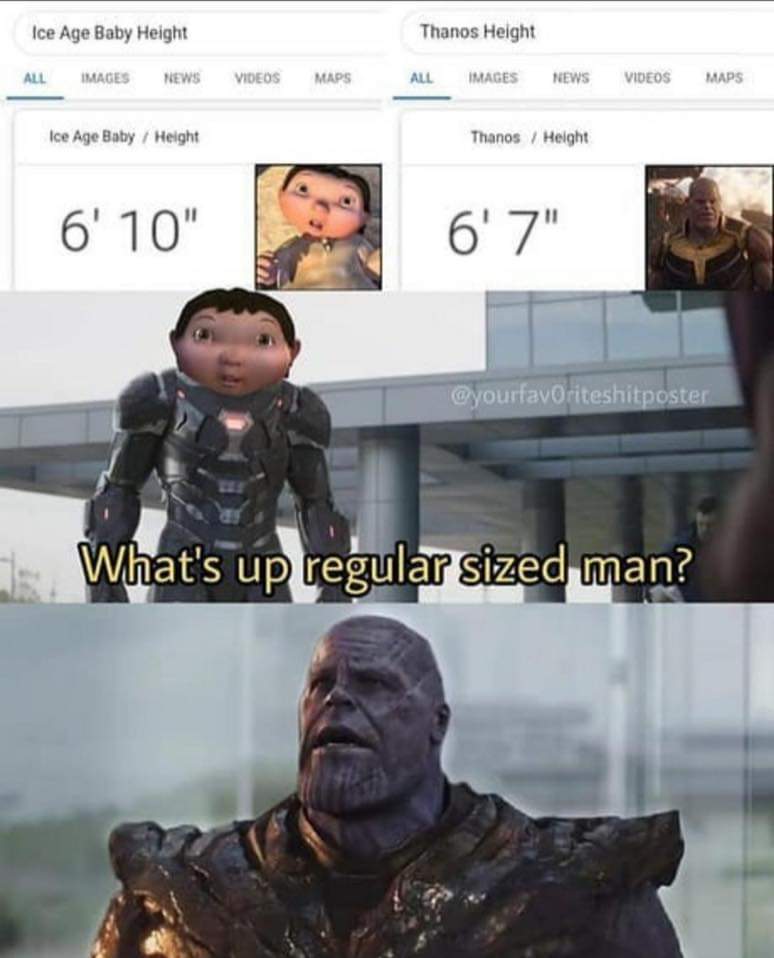 Ice Age Baby Height
ALL IMAGES NEWS VIDEOS MAPS
Ice Age Baby / Height
6' 10"
Thanos Height
ALL IMAGES NEWS VIDEOS MAPS
Thanos / Height
6' 7"
@yourfav0riteshitposter
What's up regular sized man?